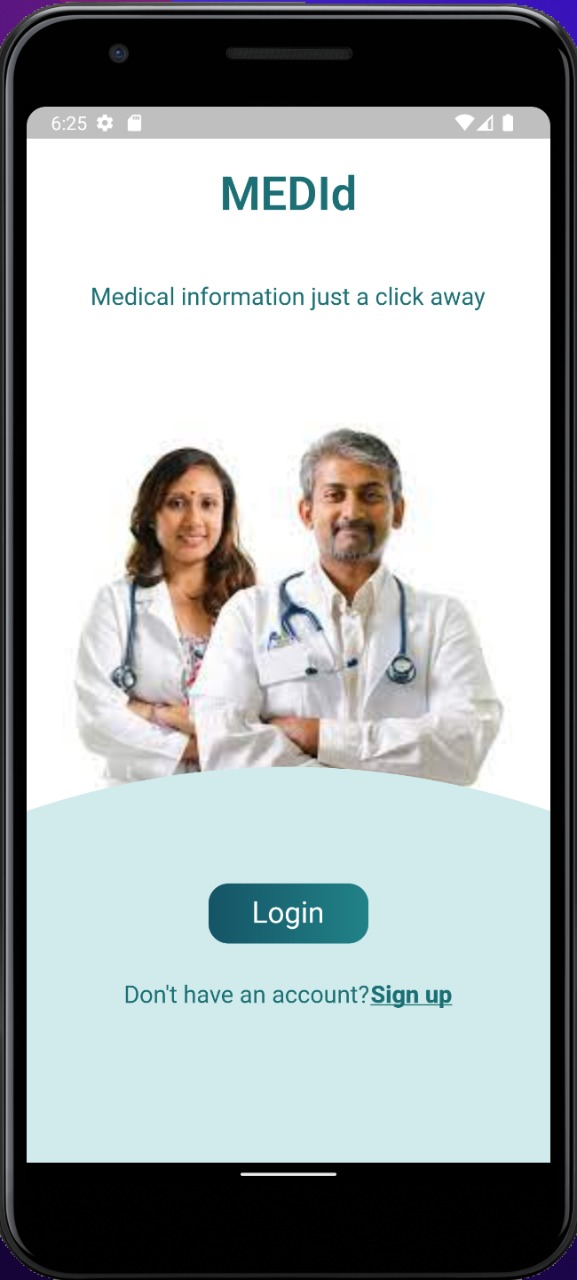 6:25
MEDId
Medical information just a click away
Login
Don't have an account?Sign up